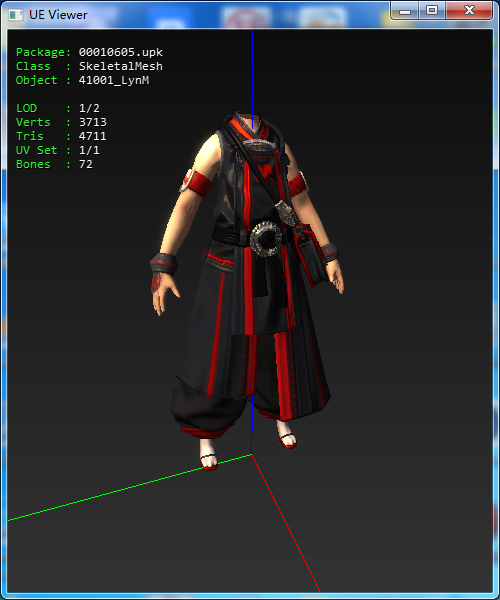 UE Viewer
Package: 00010605.upk
Class : SkeletalMesh
Object : 41001_LynM
LOD : 1/2
Verts : 3713
Tris : 4711
UV Set : 1/1
Bones : 72